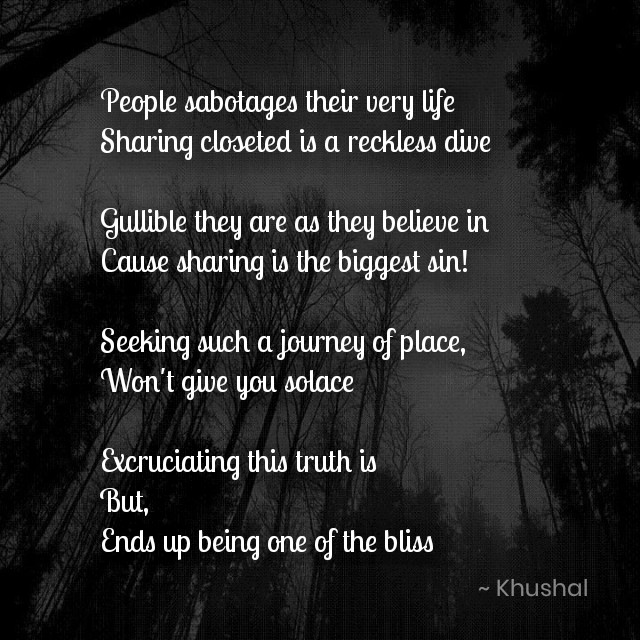 People sabotages their very life
Sharing closeted is a reckless dive
Gullible they are as they believe in
Cause sharing is the biggest sin!
Seeking such a journey of place,
Won't give you solace
Excruciating this truth is
But,
Ends up being one of the bliss
~ Khushal